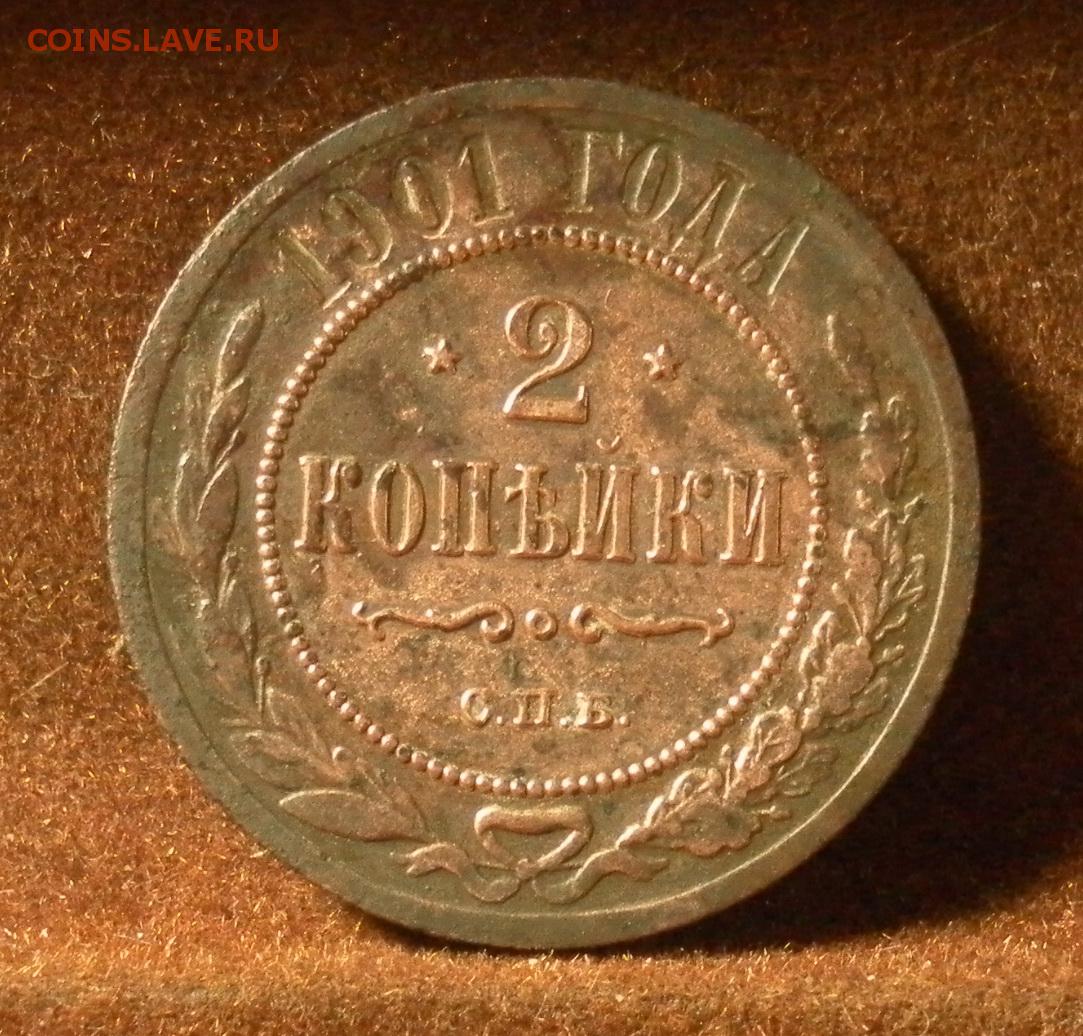 COINS.LAVE.RU
1901 ГОДА
2
КОПѢЙКИ
С.П.Б.